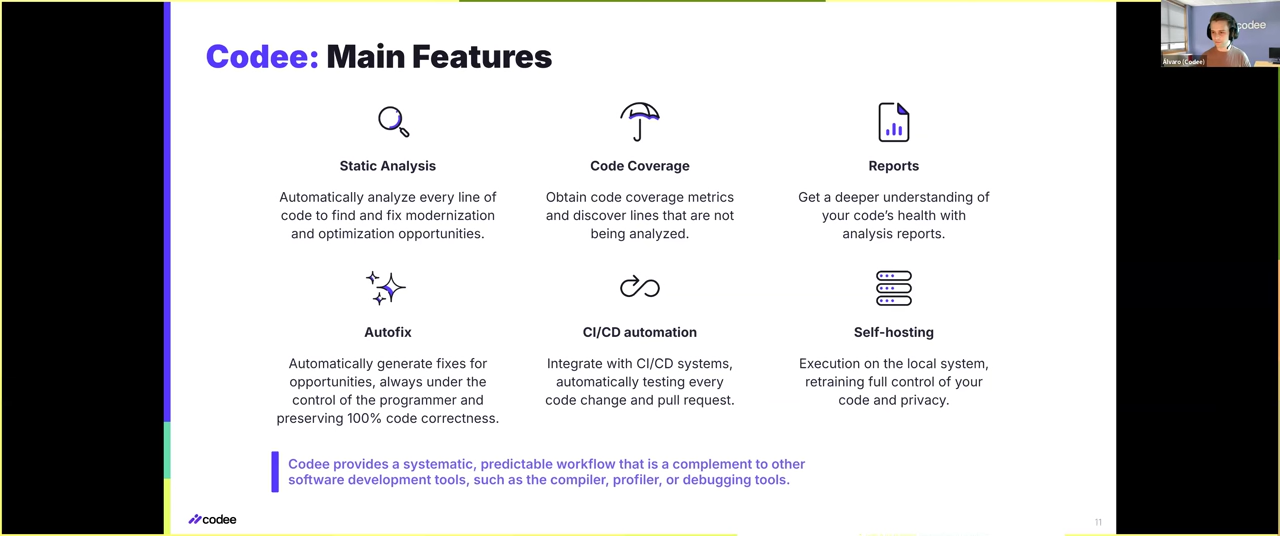 Codee: Main Features
Static Analysis
Automatically analyze every line of
code to find and fix modernization
and optimization opportunities.
Code Coverage
Obtain code coverage metrics
and discover lines that are not
being analyzed.
Reports
Get a deeper understanding of
your code’s health with
analysis reports.
Autofix
Automatically generate fixes for
opportunities, always under the
control of the programmer and
preserving 100% code correctness.
CI/CD automation
Integrate with CI/CD systems,
automatically testing every
code change and pull request.
Self-hosting
Execution on the local system,
retraining full control of your
code and privacy.
Codee provides a systematic, predictable workflow that is a complement to other
software development tools, such as the compiler, profiler, or debugging tools.
codee
11
codee
Álvaro (Codee)